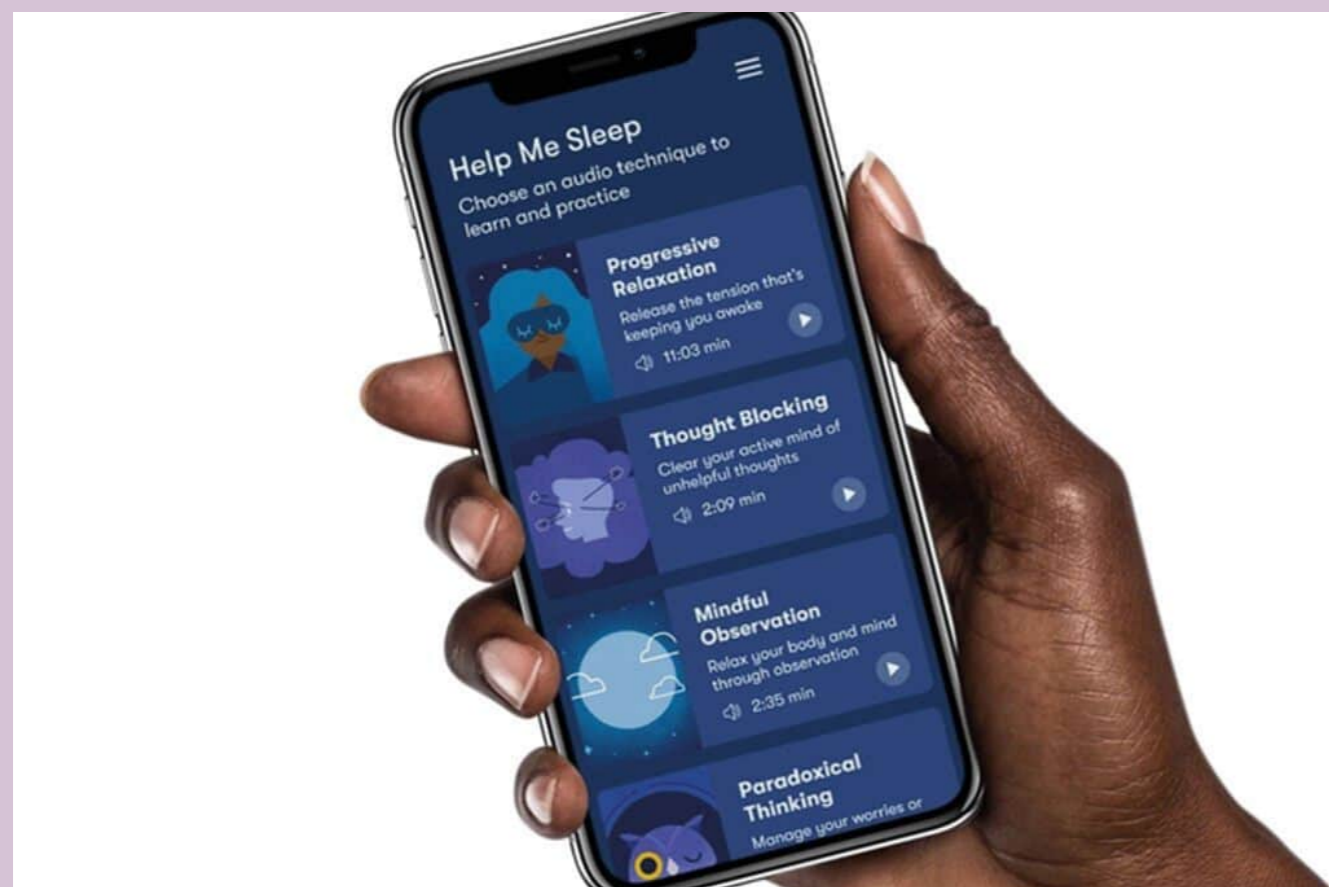 Help Me Sleep
Choose an audio technique to
learn and practice
Progressive
Relaxation
Release the tension that's
keeping you awake
11:03 min
Thought Blocking
Clear your active mind of
unhelpful thoughts
2:09 min
Mindful
Observation
Relax your body and mind
through observation
2:35 min
Paradoxical
Thinking
Manage your worries or